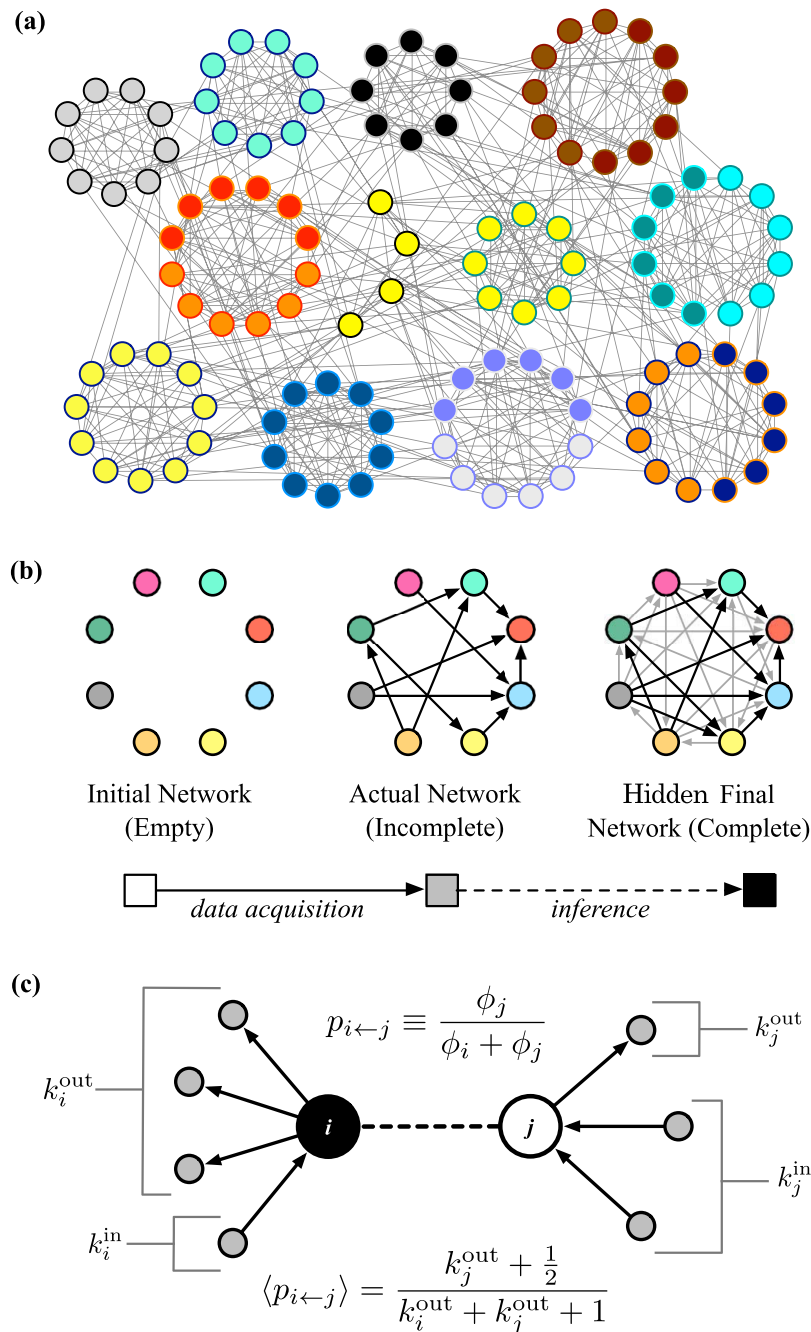 (a)
(b)
Initial Network
(Empty)
Actual Network
(Incomplete)
Hidden Final
Network (Complete)
data acquisition
inference
(c)
p_{i←j} ≡ ϕ_j / (ϕ_i + ϕ_j)
k_i^{out}
k_j^{out}
i
j
k_j^{in}
k_i^{in}
⟨p_{i←j}⟩ = (k_j^{out} + 1/2) / (k_i^{out} + k_j^{out} + 1)